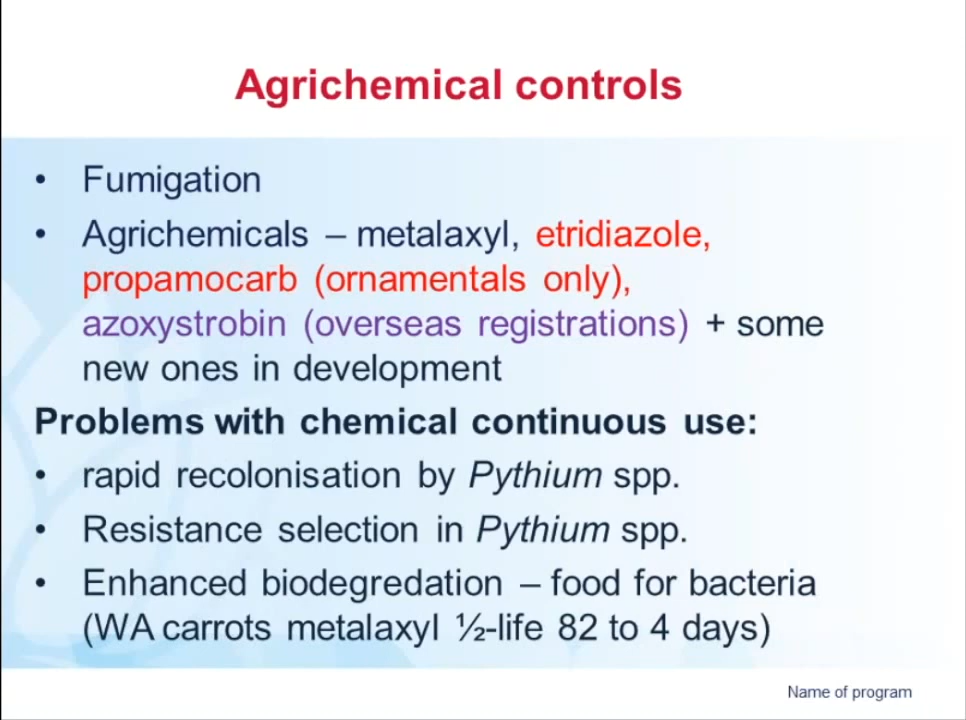 Agrichemical controls
• Fumigation
• Agrichemicals – metalaxyl, etridiazole,
propamocarb (ornamentals only),
azoxystrobin (overseas registrations) + some
new ones in development
Problems with chemical continuous use:
• rapid recolonisation by Pythium spp.
• Resistance selection in Pythium spp.
• Enhanced biodegredation – food for bacteria
(WA carrots metalaxyl ½-life 82 to 4 days)
Name of program